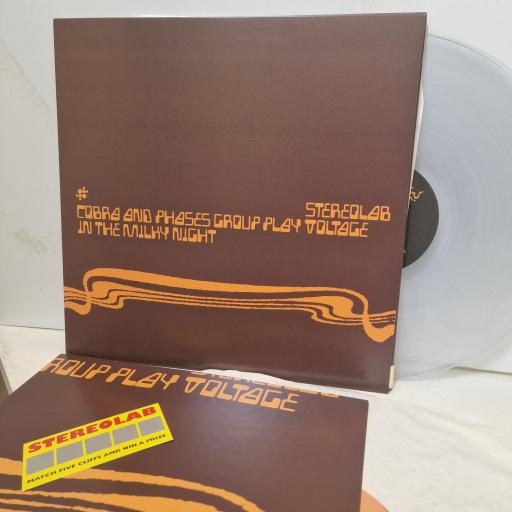 STEREOLAB
COBRA AND PHASES GROUP PLAY VOLTAGE
IN THE MILKY NIGHT
GROUP PLAY VOLTAGE
STEREOLAB
MATCH FIVE CLIFFS AND WIN A PRIZE